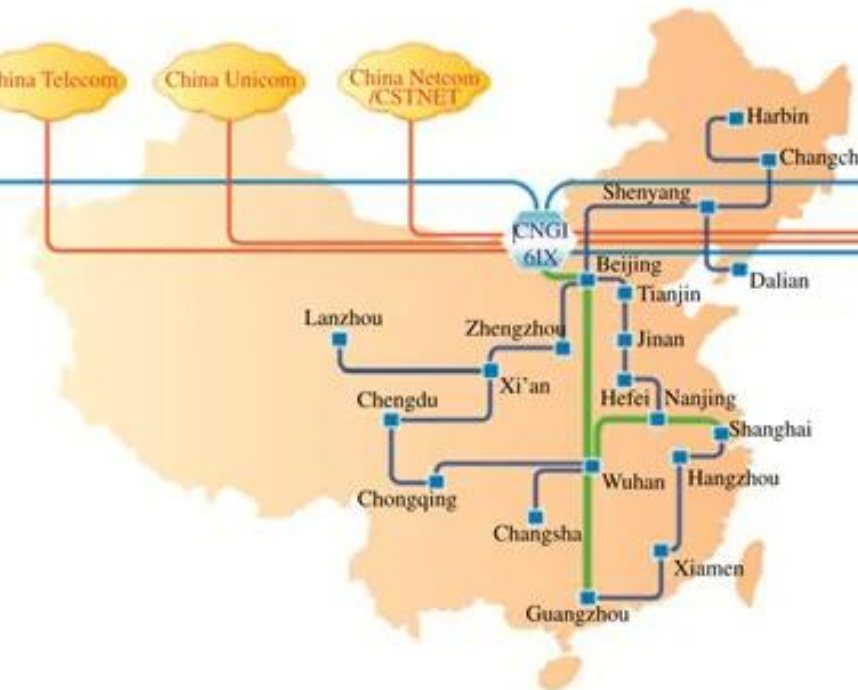 hina Telecom
China Unicom
China Netcom
/CSTNET
Harbin
Changch
Shenyang
CNGI
6IX
Beijing
Dalian
Tianjin
Lanzhou
Zhengzhou
Jinan
Xi'an
Hefei
Nanjing
Chengdu
Shanghai
Wuhan
Hangzhou
Chongqing
Changsha
Xiamen
Guangzhou